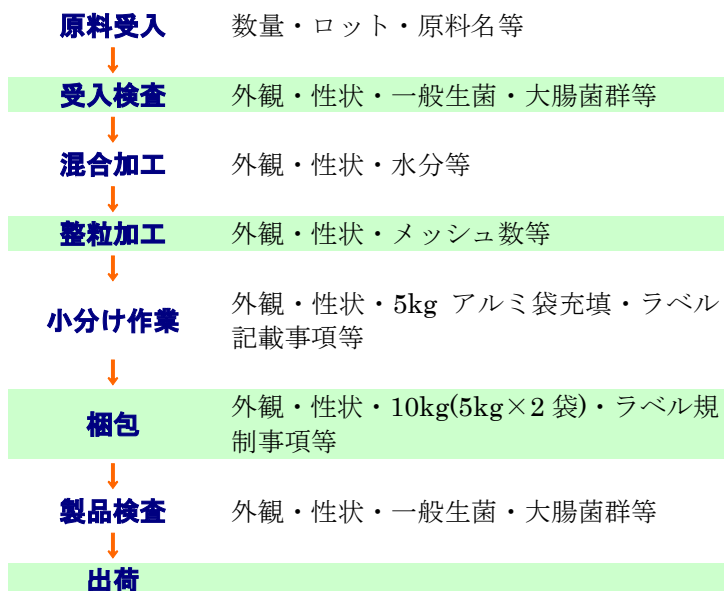 原料受入 数量・ロット・原料名等
↓
受入検査 外観・性状・一般生菌・大腸菌群等
↓
混合加工 外観・性状・水分等
↓
整粒加工 外観・性状・メッシュ数等
↓
小分け作業 外観・性状・5kg アルミ袋充填・ラベル
記載事項等
↓
梱包 外観・性状・10kg(5kg×2 袋)・ラベル規
制事項等
↓
製品検査 外観・性状・一般生菌・大腸菌群等
↓
出荷